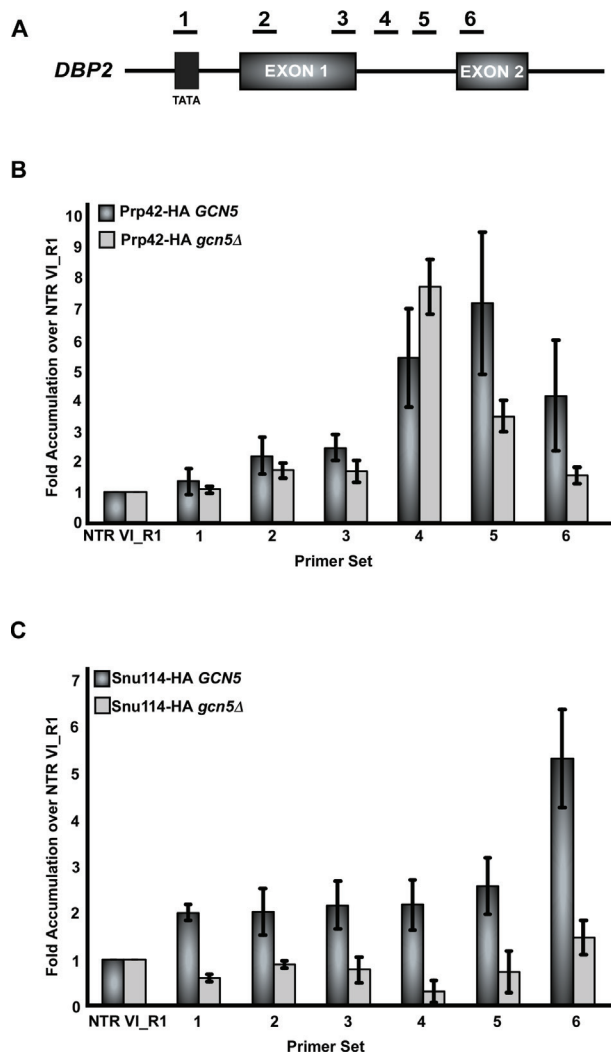 A
1 2 3 4 5 6
DBP2
EXON 1
EXON 2
TATA
B
Prp42-HA GCN5
Prp42-HA gcn5Δ
Fold Accumulation over NTR VI_R1
10
9
8
7
6
5
4
3
2
1
0
NTR VI_R1 1 2 3 4 5 6
Primer Set
C
Snu114-HA GCN5
Snu114-HA gcn5Δ
Fold Accumulation over NTR VI_R1
7
6
5
4
3
2
1
0
NTR VI_R1 1 2 3 4 5 6
Primer Set